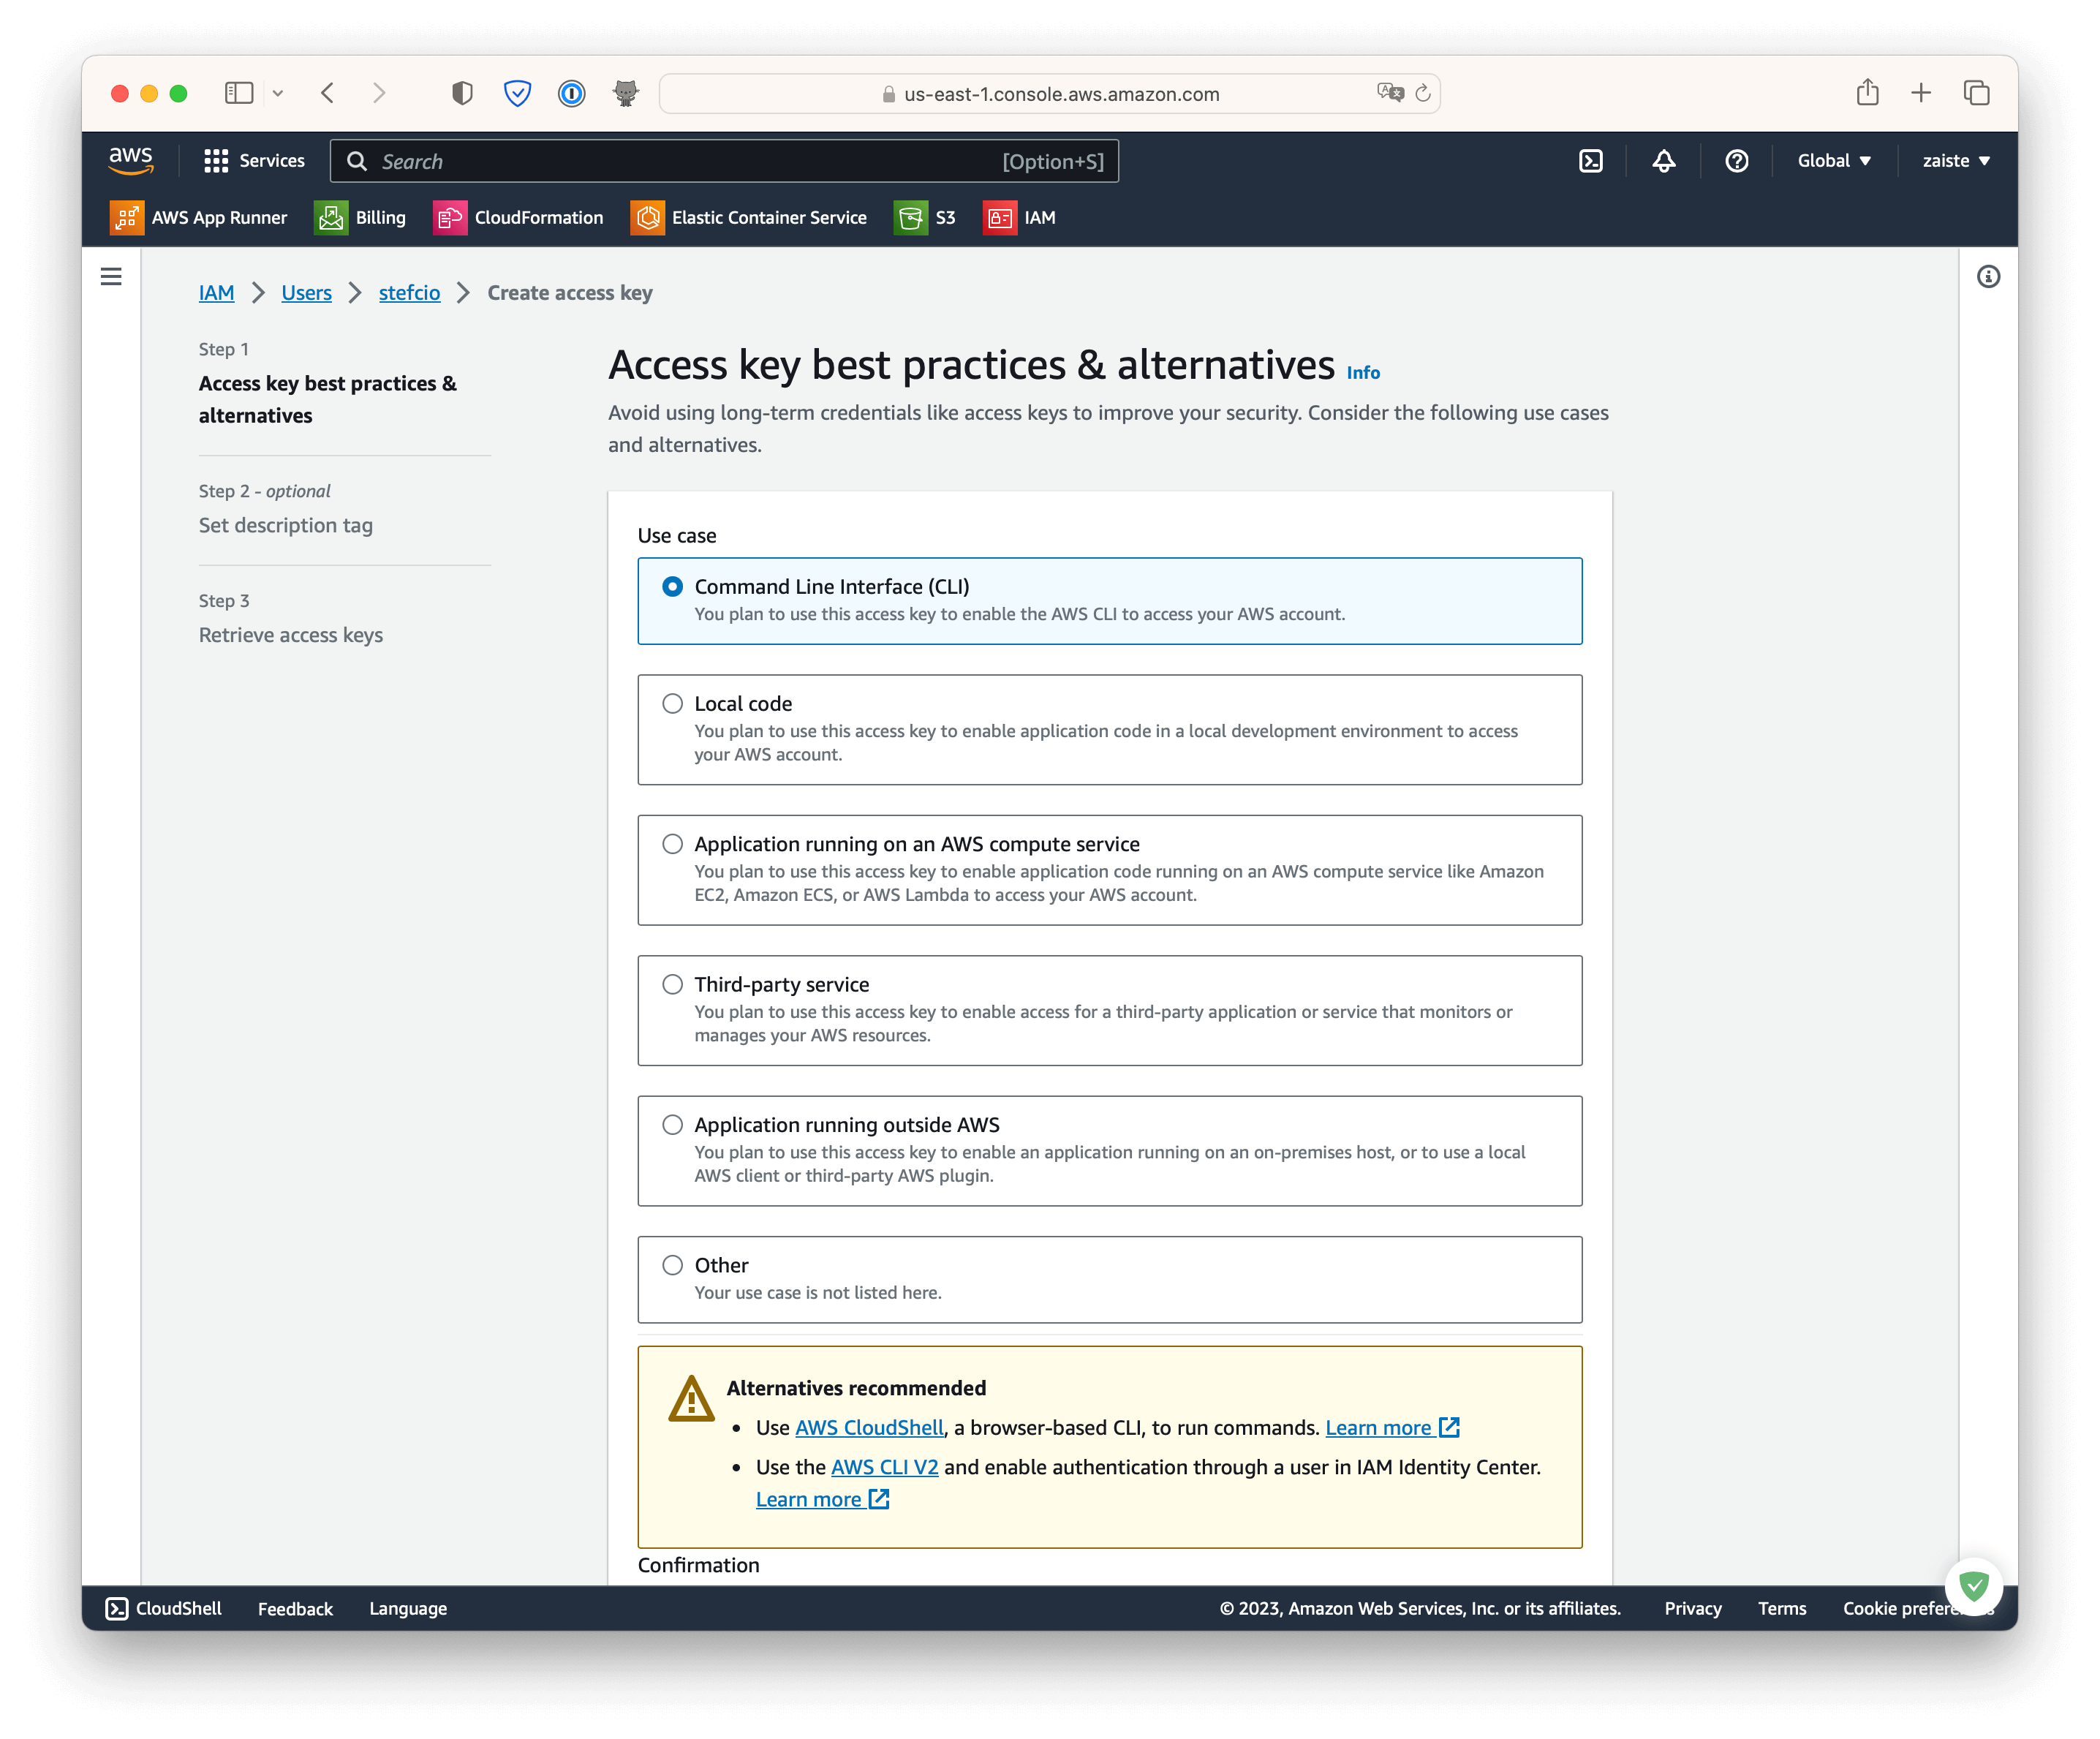 us-east-1.console.aws.amazon.com
aws
Services
Search
[Option+S]
Global
zaiste
AWS App Runner
Billing
CloudFormation
Elastic Container Service
S3
IAM
IAM
Users
stefcio
Create access key
Step 1
Access key best practices &
alternatives
Step 2 - optional
Set description tag
Step 3
Retrieve access keys
Access key best practices & alternatives Info
Avoid using long-term credentials like access keys to improve your security. Consider the following use cases
and alternatives.
Use case
Command Line Interface (CLI)
You plan to use this access key to enable the AWS CLI to access your AWS account.
Local code
You plan to use this access key to enable application code in a local development environment to access
your AWS account.
Application running on an AWS compute service
You plan to use this access key to enable application code running on an AWS compute service like Amazon
EC2, Amazon ECS, or AWS Lambda to access your AWS account.
Third-party service
You plan to use this access key to enable access for a third-party application or service that monitors or
manages your AWS resources.
Application running outside AWS
You plan to use this access key to enable an application running on an on-premises host, or to use a local
AWS client or third-party AWS plugin.
Other
Your use case is not listed here.
Alternatives recommended
• Use AWS CloudShell, a browser-based CLI, to run commands. Learn more
• Use the AWS CLI V2 and enable authentication through a user in IAM Identity Center.
Learn more
Confirmation
CloudShell
Feedback
Language
© 2023, Amazon Web Services, Inc. or its affiliates.
Privacy
Terms
Cookie